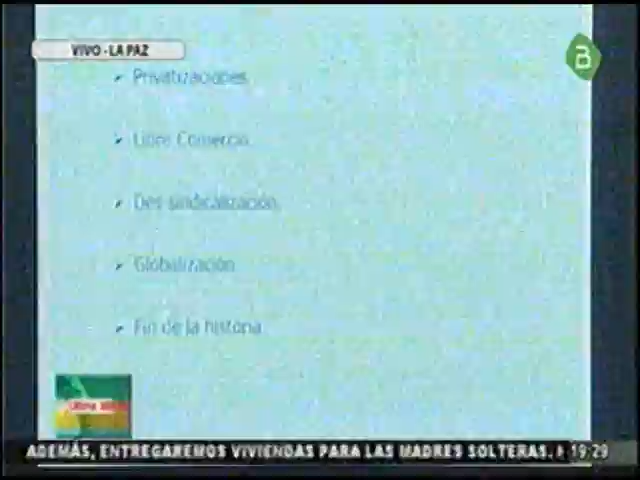 VIVO - LA PAZ
B
✓ Privatizaciones.
✓ Libre Comercio.
✓ Des sindicalización.
✓ Globalización
✓ Fin de la historia
ADEMÁS, ENTREGAREMOS VIVIENDAS PARA LAS MADRES SOLTERAS.
19:29